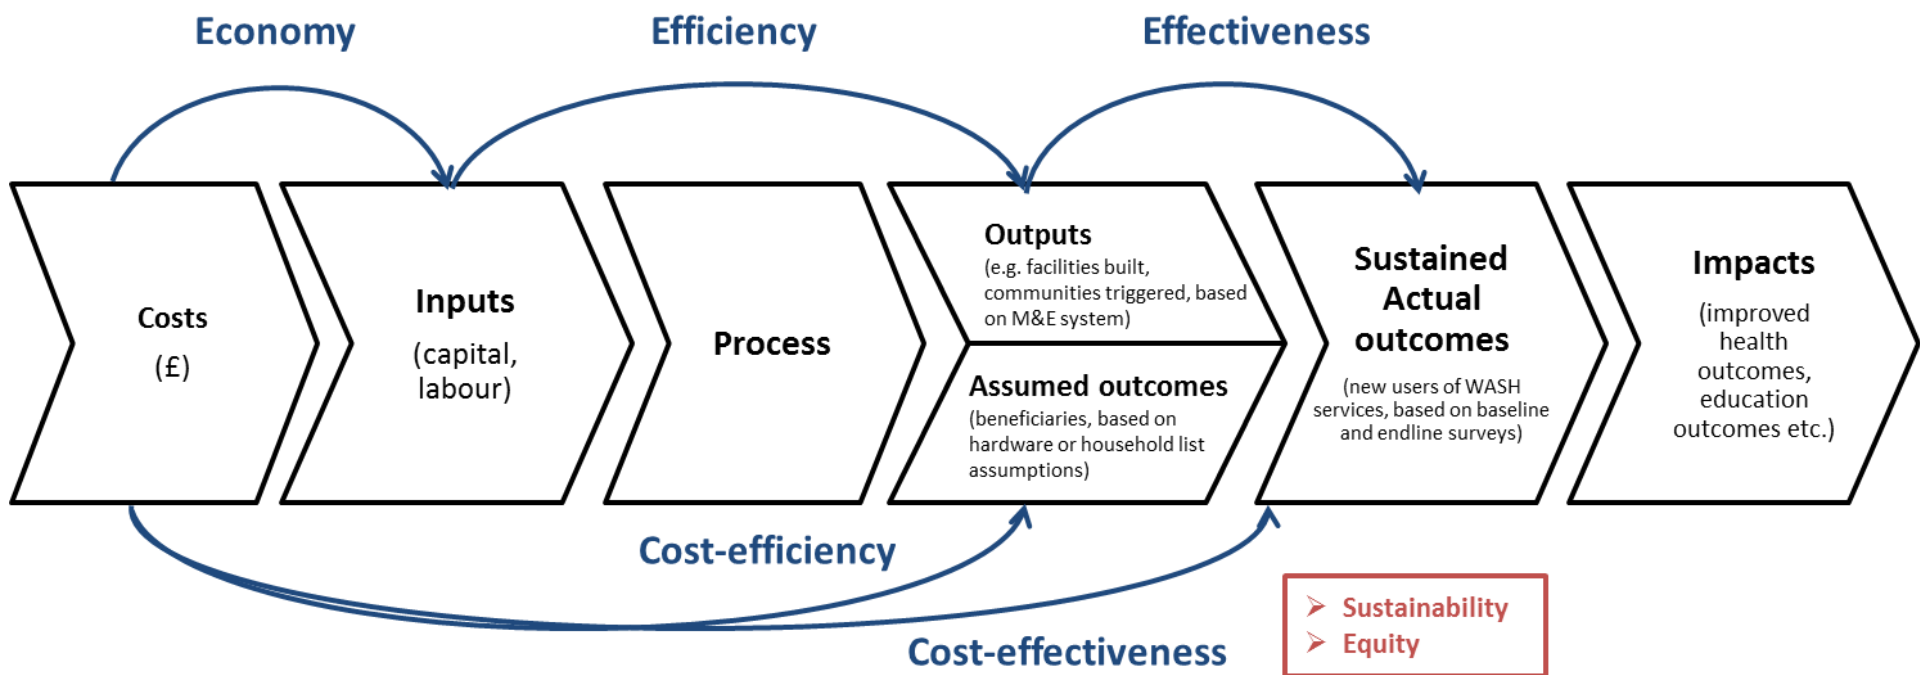 Economy
Efficiency
Effectiveness
Costs
(£)
Inputs
(capital,
labour)
Process
Outputs
(e.g. facilities built,
communities triggered, based
on M&E system)
Assumed outcomes
(beneficiaries, based on
hardware or household list
assumptions)
Sustained
Actual
outcomes
(new users of WASH
services, based on baseline
and endline surveys)
Impacts
(improved
health
outcomes,
education
outcomes etc.)
Cost-efficiency
Cost-effectiveness
➢ Sustainability
➢ Equity